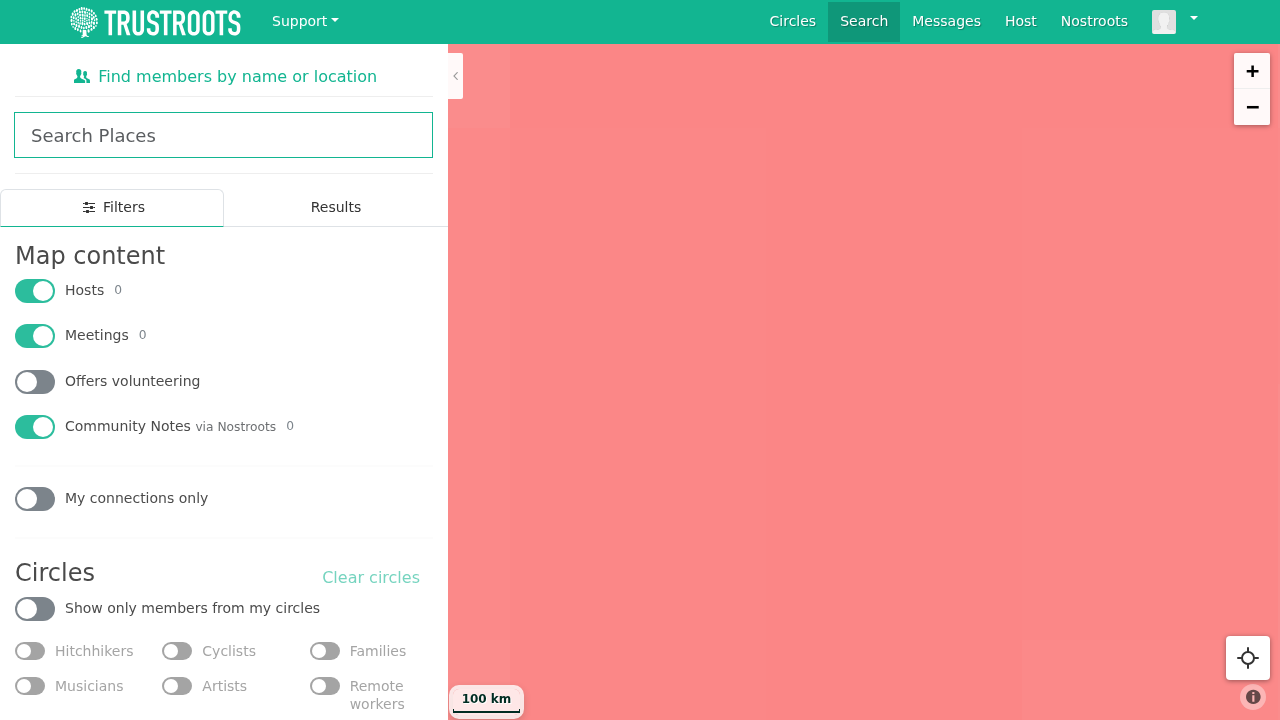 TRUSTROOTS
Support
Circles
Search
Messages
Host
Nostroots
Find members by name or location
Search Places
Filters
Results
Map content
Hosts 0
Meetings 0
Offers volunteering
Community Notes via Nostroots 0
My connections only
Circles
Clear circles
Show only members from my circles
Hitchhikers
Cyclists
Families
Musicians
Artists
Remote
workers
+
−
100 km